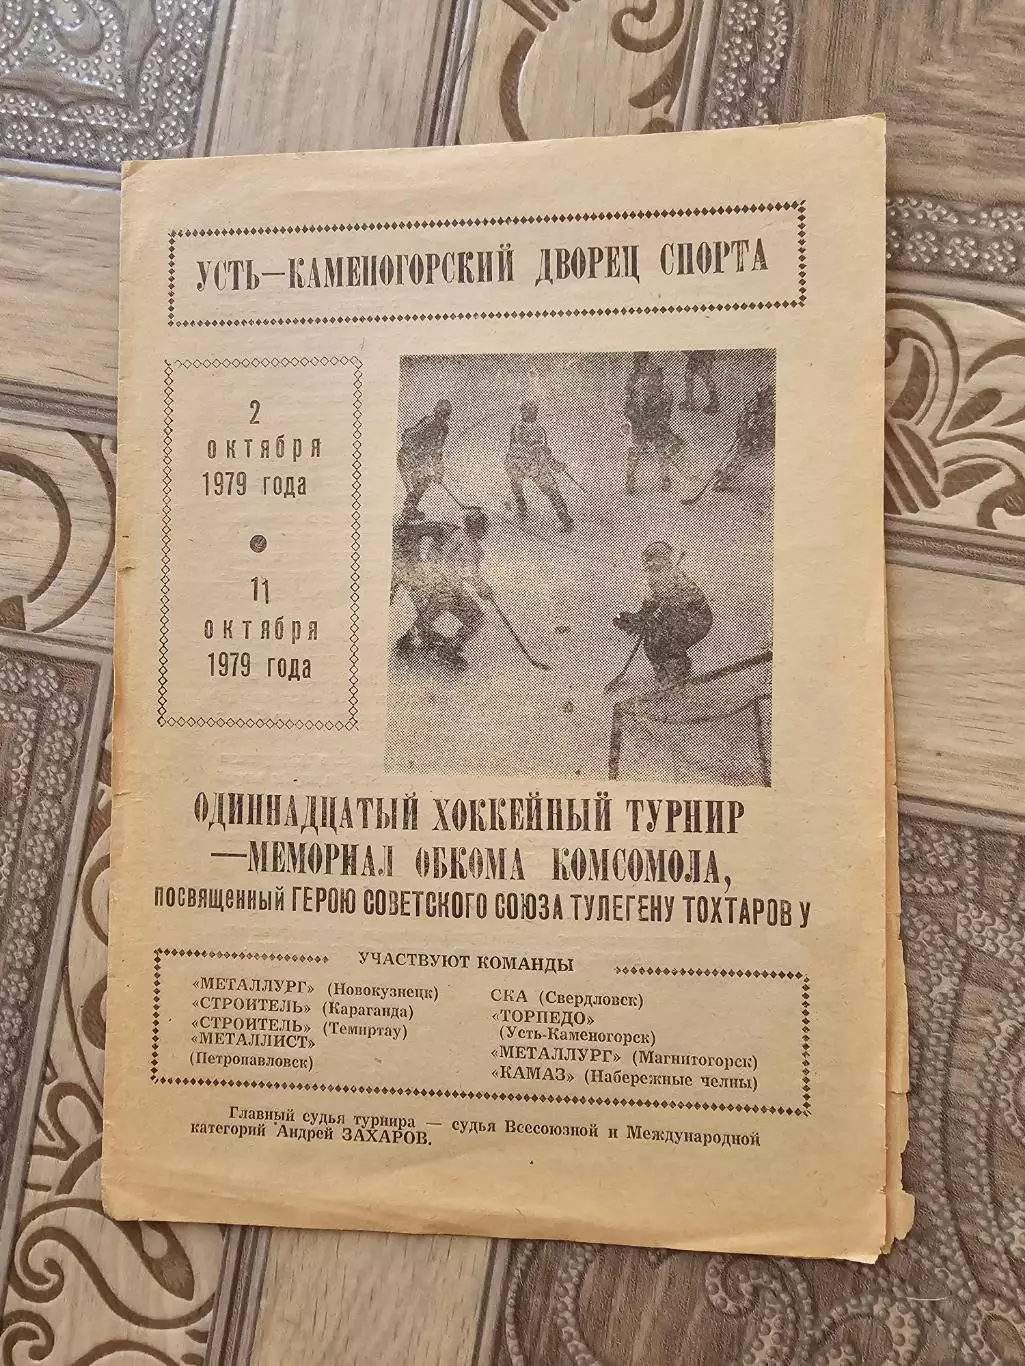 УСТЬ—КАМЕНОГОРСКИЙ ДВОРЕЦ СПОРТА
2
октября
1979 года
11
октября
1979 года
ОДИННАДЦАТЫЙ ХОККЕЙНЫЙ ТУРНИР
—МЕМОРИАЛ ОБКОМА КОМСОМОЛА,
посвященный ГЕРОЮ СОВЕТСКОГО СОЮЗА ТУЛЕГЕНУ ТОХТАРОВ У
УЧАСТВУЮТ КОМАНДЫ
«МЕТАЛЛУРГ» (Новокузнецк)
«СТРОИТЕЛЬ» (Караганда)
«СТРОИТЕЛЬ» (Темиртау)
«МЕТАЛЛИСТ»
(Петропавловск)
СКА (Свердловск)
«ТОРПЕДО»
(Усть-Каменогорск)
«МЕТАЛЛУРГ» (Магнитогорск)
«КАМАЗ» (Набережные челны)
Главный судья турнира — судья Всесоюзной и Международной
категорий Андрей ЗАХАРОВ.